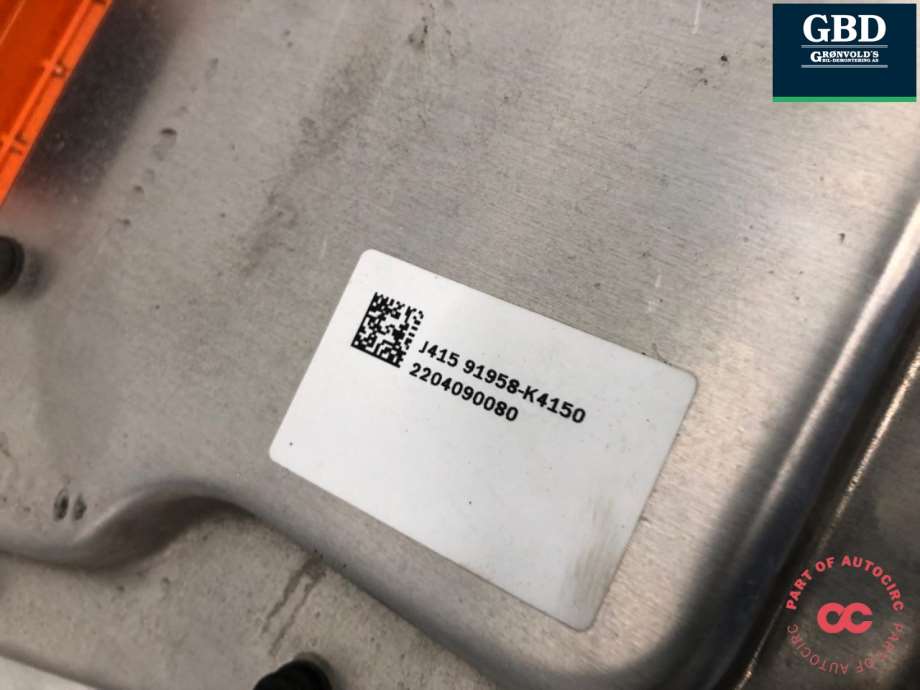 GBD
GRØNVOLD'S
BIL-DEMONTERING AS
J415 91958-K4150
2204090080
PART OF AUTOCIRC PART OF AUTOCIRC